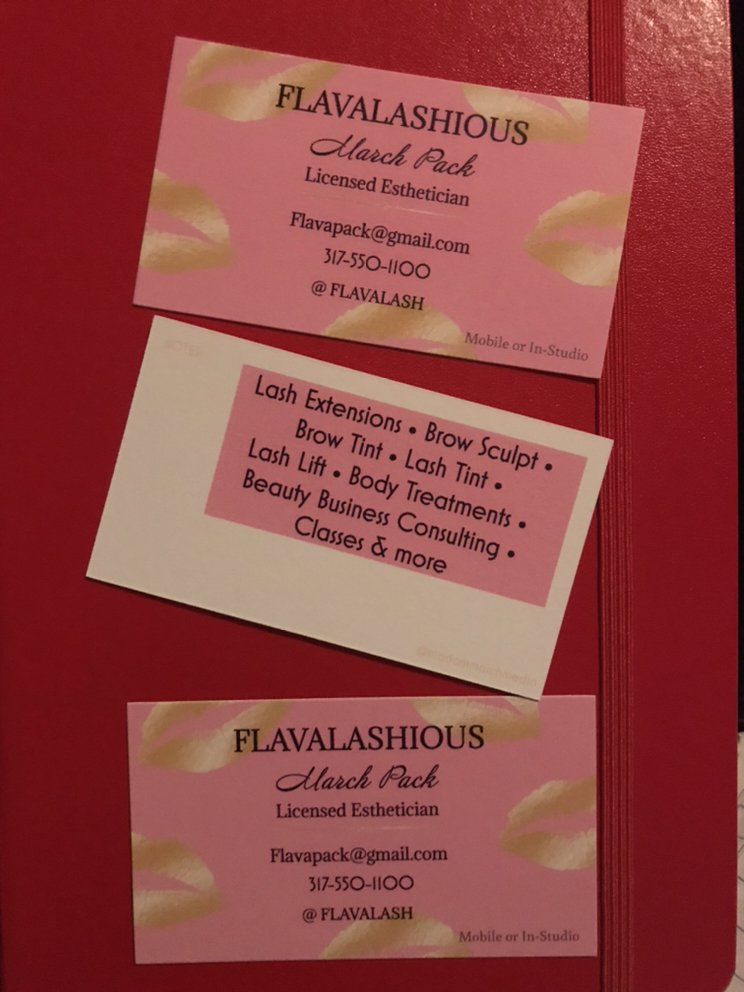 FLAVALASHIOUS
March Pack
Licensed Esthetician
Flavapack@gmail.com
317-550-1100
@ FLAVALASH
Mobile or In-Studio
Lash Extensions • Brow Sculpt •
Brow Tint • Lash Tint •
Lash Lift • Body Treatments •
Beauty Business Consulting •
Classes & more
FLAVALASHIOUS
March Pack
Licensed Esthetician
Flavapack@gmail.com
317-550-1100
@ FLAVALASH
Mobile or In-Studio